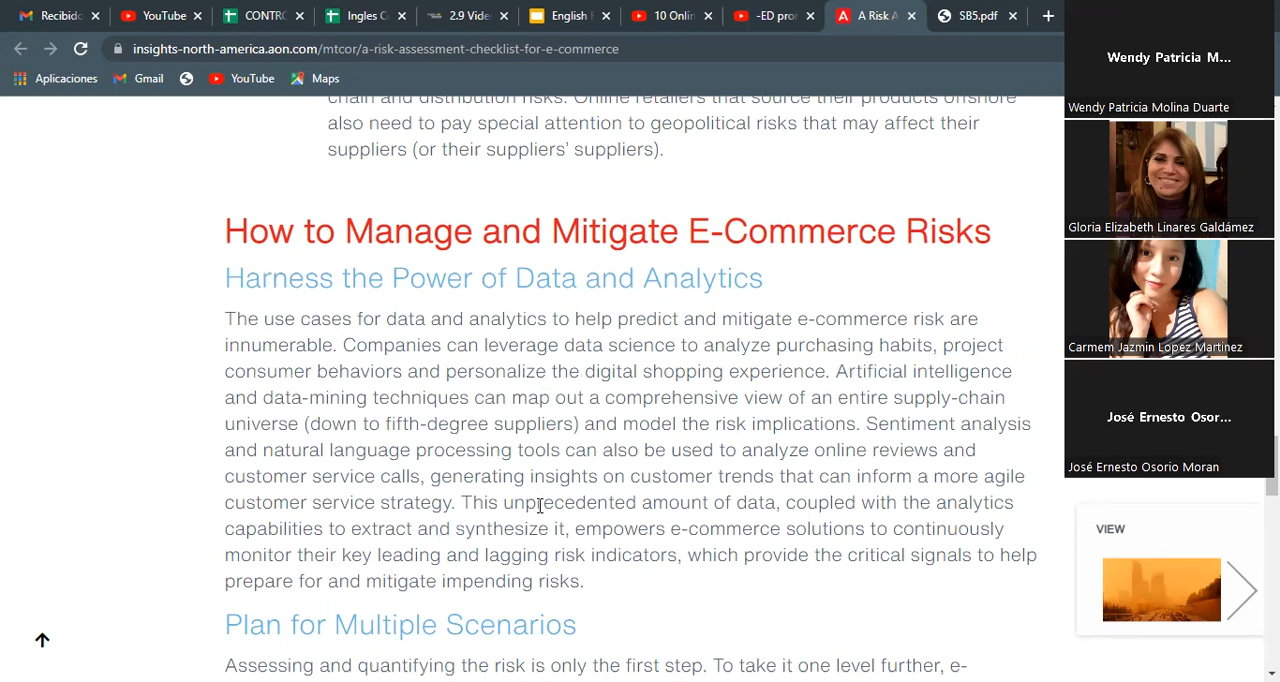 Recibido
YouTube
CONTRO
Ingles C
2.9 Vide
English F
10 Onlin
-ED pro
A Risk A
SB5.pdf
insights-north-america.aon.com/mtcor/a-risk-assessment-checklist-for-e-commerce
Aplicaciones
Gmail
YouTube
Maps
chain and distribution risks. Online retailers that source their products offshore
also need to pay special attention to geopolitical risks that may affect their
suppliers (or their suppliers' suppliers).
How to Manage and Mitigate E-Commerce Risks
Harness the Power of Data and Analytics
The use cases for data and analytics to help predict and mitigate e-commerce risk are
innumerable. Companies can leverage data science to analyze purchasing habits, project
consumer behaviors and personalize the digital shopping experience. Artificial intelligence
and data-mining techniques can map out a comprehensive view of an entire supply-chain
universe (down to fifth-degree suppliers) and model the risk implications. Sentiment analysis
and natural language processing tools can also be used to analyze online reviews and
customer service calls, generating insights on customer trends that can inform a more agile
customer service strategy. This unprecedented amount of data, coupled with the analytics
capabilities to extract and synthesize it, empowers e-commerce solutions to continuously
monitor their key leading and lagging risk indicators, which provide the critical signals to help
prepare for and mitigate impending risks.
Plan for Multiple Scenarios
Assessing and quantifying the risk is only the first step. To take it one level further, e-
Wendy Patricia M...
Wendy Patricia Molina Duarte
Gloria Elizabeth Linares Galdámez
Carmem Jazmin Lopez Martinez
José Ernesto Osor...
José Ernesto Osorio Moran
VIEW